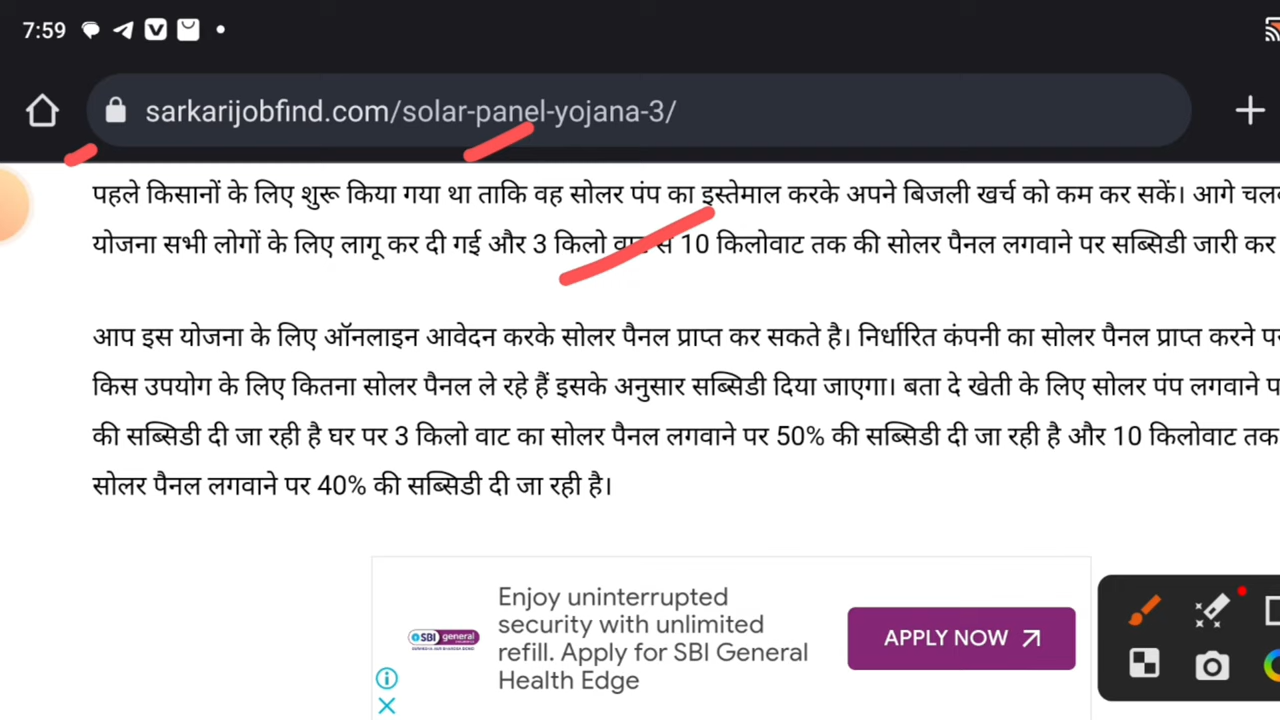 7:59
sarkarijobfind.com/solar-panel-yojana-3/
पहले किसानों के लिए शुरू किया गया था ताकि वह सोलर पंप का इस्तेमाल करके अपने बिजली खर्च को कम कर सकें। आगे
योजना सभी लोगों के लिए लागू कर दी गई और 3 किलो वाट से 10 किलोवाट तक की सोलर पैनल लगवाने पर सब्सिडी जारी कर
आप इस योजना के लिए ऑनलाइन आवेदन करके सोलर पैनल प्राप्त कर सकते है। निर्धारित कंपनी का सोलर पैनल प्राप्त करने
किस उपयोग के लिए कितना सोलर पैनल ले रहे हैं इसके अनुसार सब्सिडी दिया जाएगा। बता दे खेती के लिए सोलर पंप लगवाने
की सब्सिडी दी जा रही है घर पर 3 किलो वाट का सोलर पैनल लगवाने पर 50% की सब्सिडी दी जा रही है और 10 किलोवाट तक
सोलर पैनल लगवाने पर 40% की सब्सिडी दी जा रही है।
Enjoy uninterrupted
security with unlimited
refill. Apply for SBI General
Health Edge
SBI general
APPLY NOW